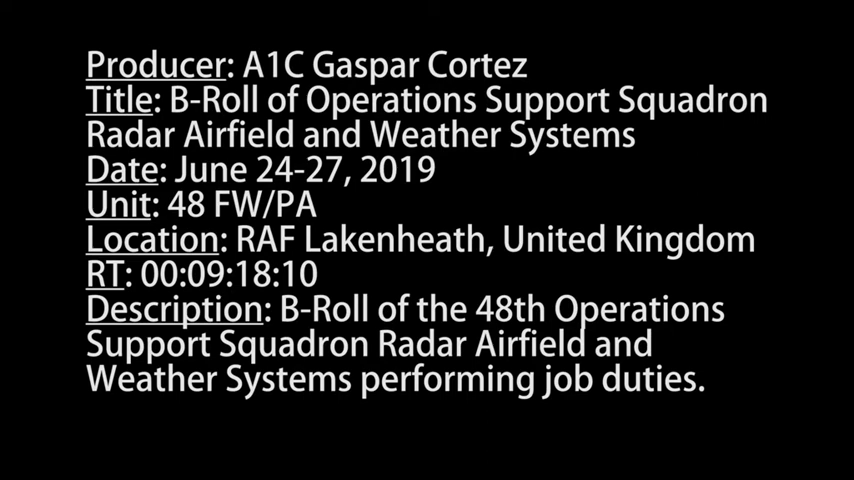 Producer: A1C Gaspar Cortez
Title: B-Roll of Operations Support Squadron
Radar Airfield and Weather Systems
Date: June 24-27, 2019
Unit: 48 FW/PA
Location: RAF Lakenheath, United Kingdom
RT: 00:09:18:10
Description: B-Roll of the 48th Operations
Support Squadron Radar Airfield and
Weather Systems performing job duties.